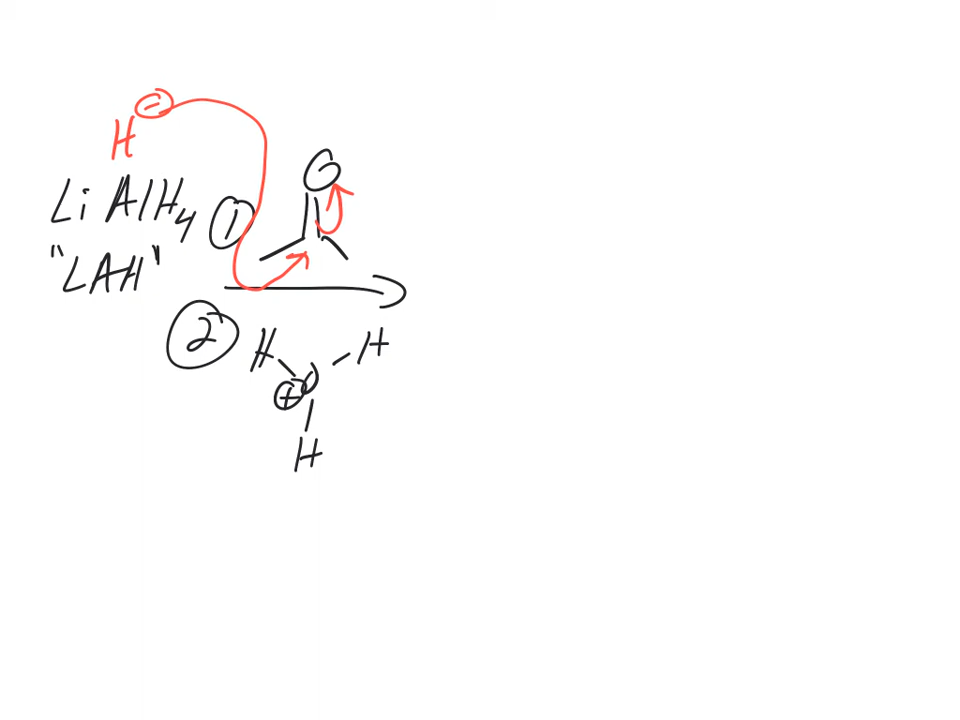 H ⊖
O
LiAlH4 ①
"LAH"
② H H
⊕ O
H